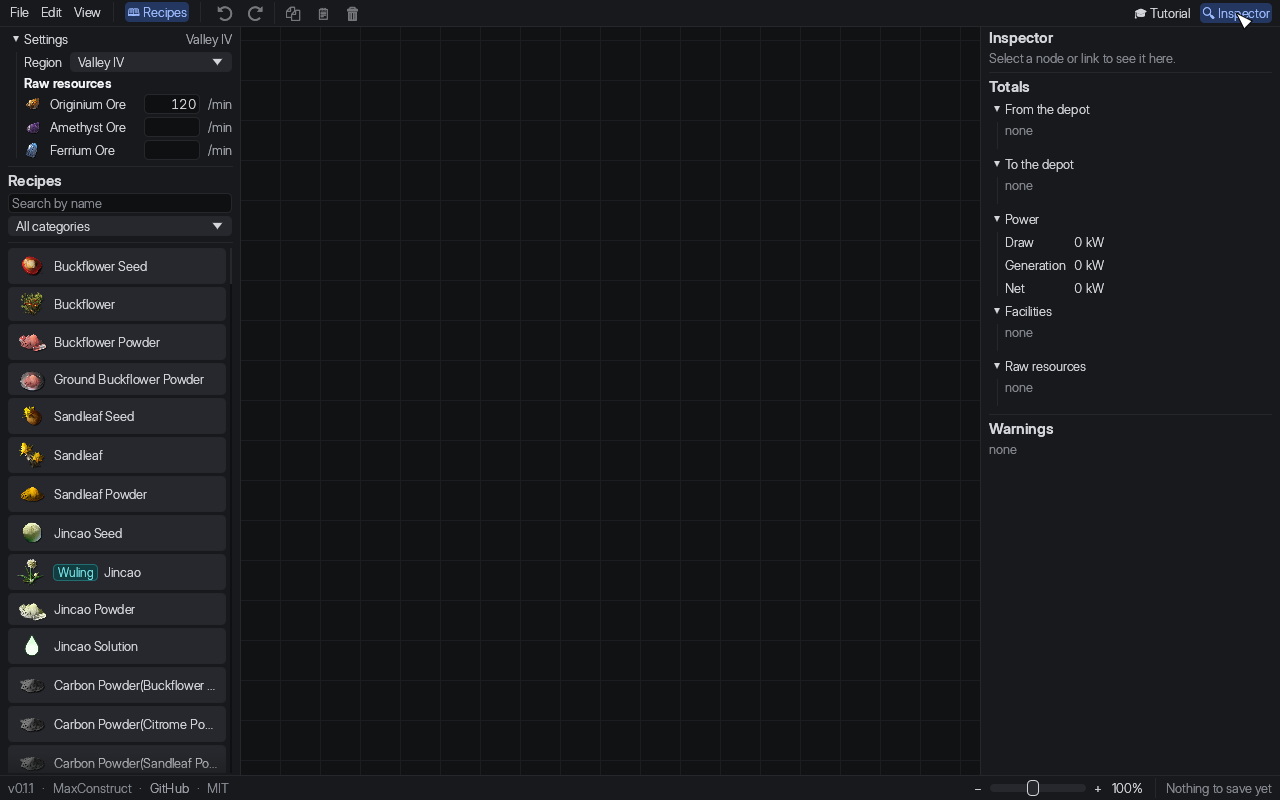 File Edit View Recipes Tutorial Inspector
Settings Valley IV
Region Valley IV
Raw resources
Originium Ore 120 /min
Amethyst Ore /min
Ferrium Ore /min
Recipes
Search by name
All categories
Buckflower Seed
Buckflower
Buckflower Powder
Ground Buckflower Powder
Sandleaf Seed
Sandleaf
Sandleaf Powder
Jincao Seed
Wuling Jincao
Jincao Powder
Jincao Solution
Carbon Powder(Buckflower ...
Carbon Powder(Citrome Po...
Carbon Powder(Sandleaf Po...
Inspector
Select a node or link to see it here.
Totals
From the depot
none
To the depot
none
Power
Draw 0 kW
Generation 0 kW
Net 0 kW
Facilities
none
Raw resources
none
Warnings
none
v0.1.1 · MaxConstruct · GitHub · MIT
− + 100% Nothing to save yet